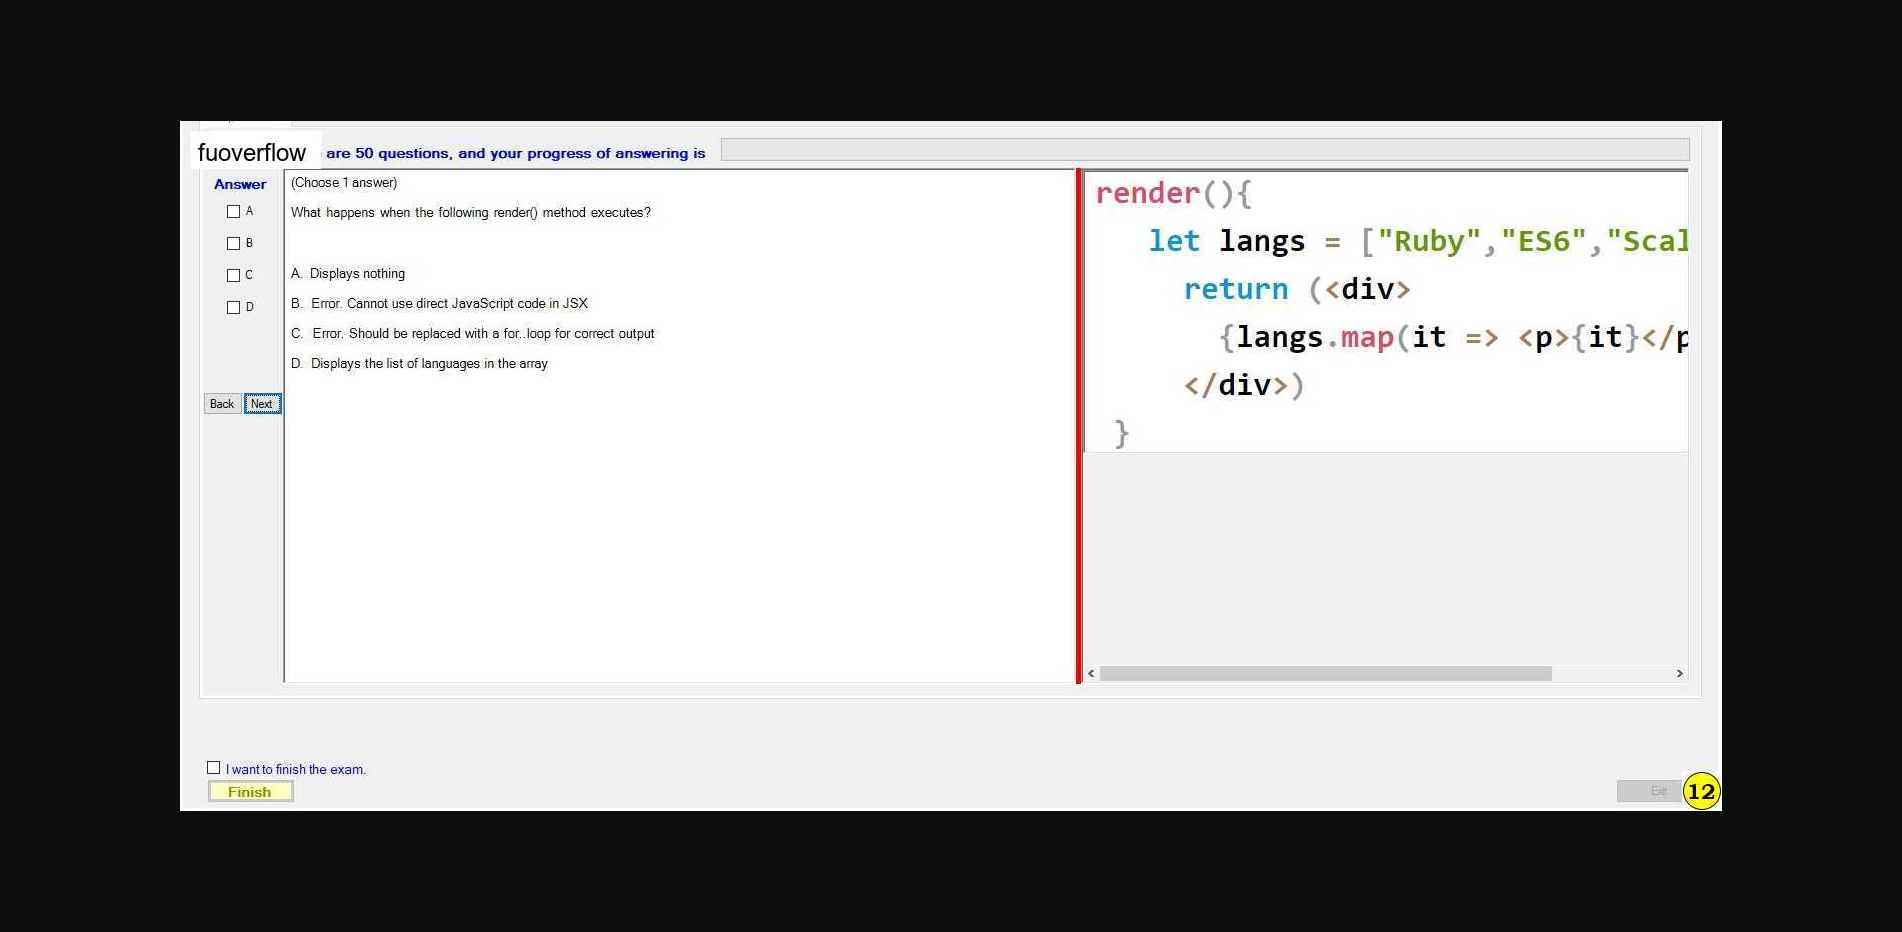 fuoverflow are 50 questions, and your progress of answering is
Answer
A
B
C
D
Back Next
(Choose 1 answer)
What happens when the following render() method executes?
A. Displays nothing
B. Error. Cannot use direct JavaScript code in JSX
C. Error. Should be replaced with a for..loop for correct output
D. Displays the list of languages in the array
render(){
let langs = ["Ruby","ES6","Scal
return (<div>
{langs.map(it => <p>{it}</p
</div>)
}
I want to finish the exam.
Finish
Exit
12